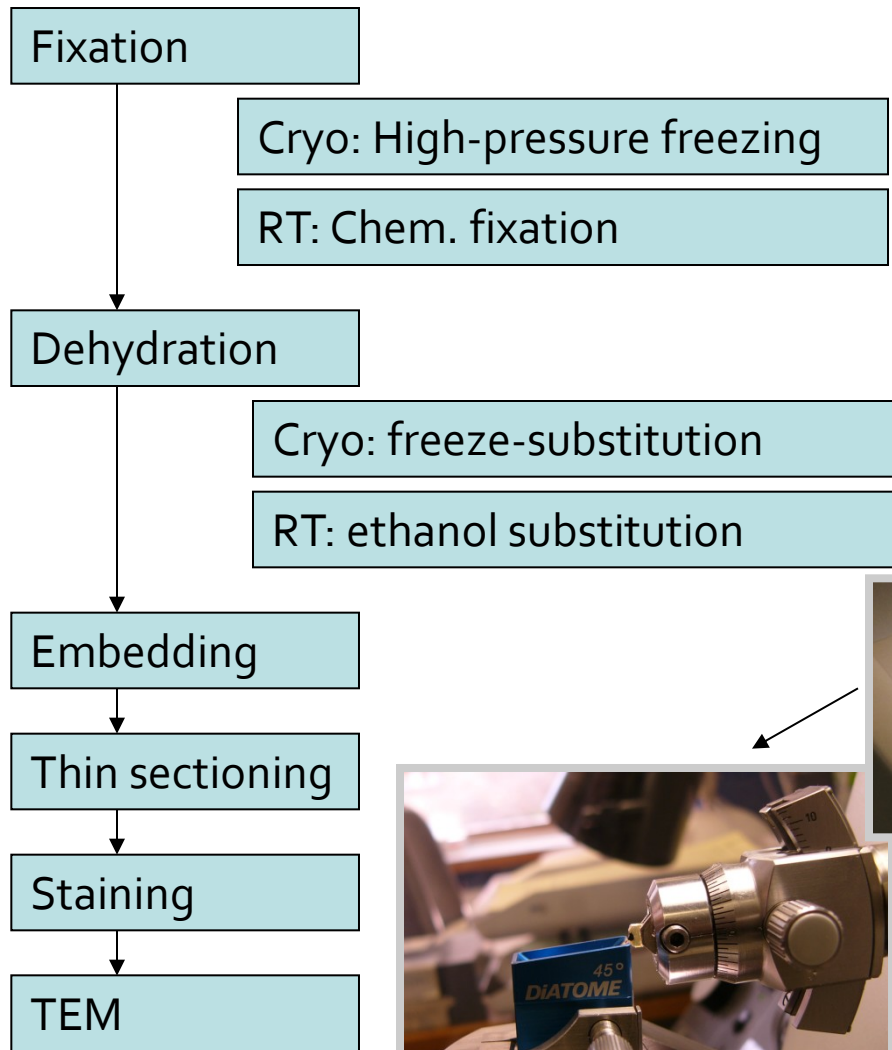 Fixation
Cryo: High-pressure freezing
RT: Chem. fixation
Dehydration
Cryo: freeze-substitution
RT: ethanol substitution
Embedding
Thin sectioning
10
Staining
45°
DiATOME
TEM